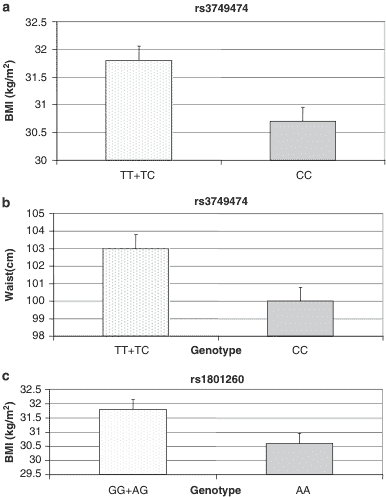 a
rs3749474
BMI (kg/m²)
32.5
32
31.5
31
30.5
30
TT+TC
CC
b
rs3749474
Waist(cm)
105
104
103
102
101
100
99
98
TT+TC
Genotype
CC
c
rs1801260
BMI (kg/m²)
32.5
32
31.5
31
30.5
30
29.5
GG+AG
Genotype
AA